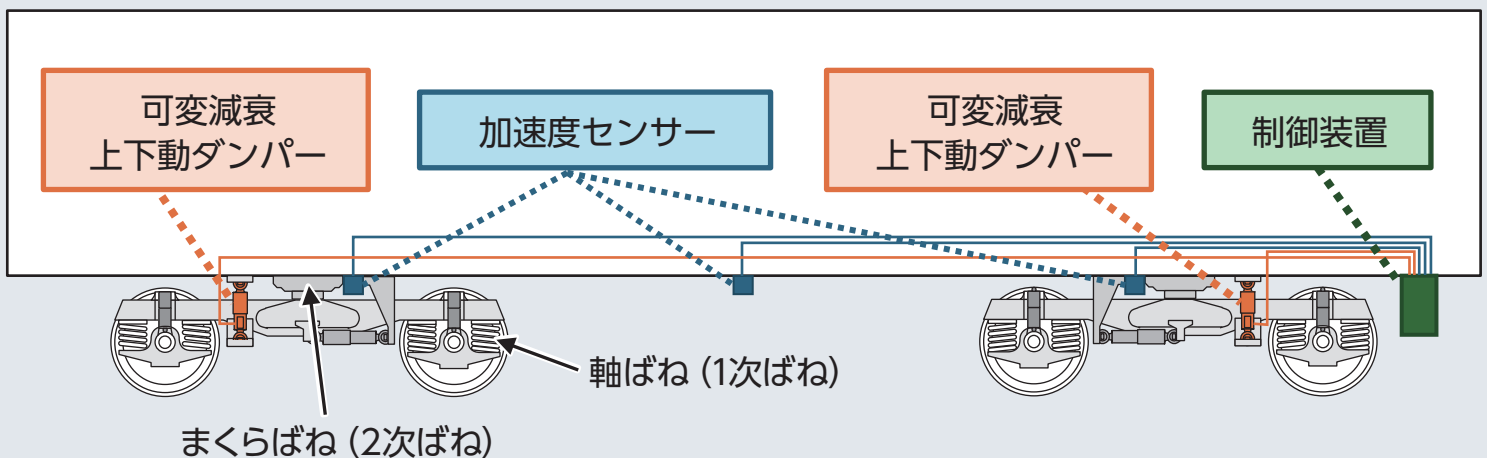 可変減衰
上下動ダンパー
加速度センサー
可変減衰
上下動ダンパー
制御装置
軸ばね (1次ばね)
まくらばね (2次ばね)